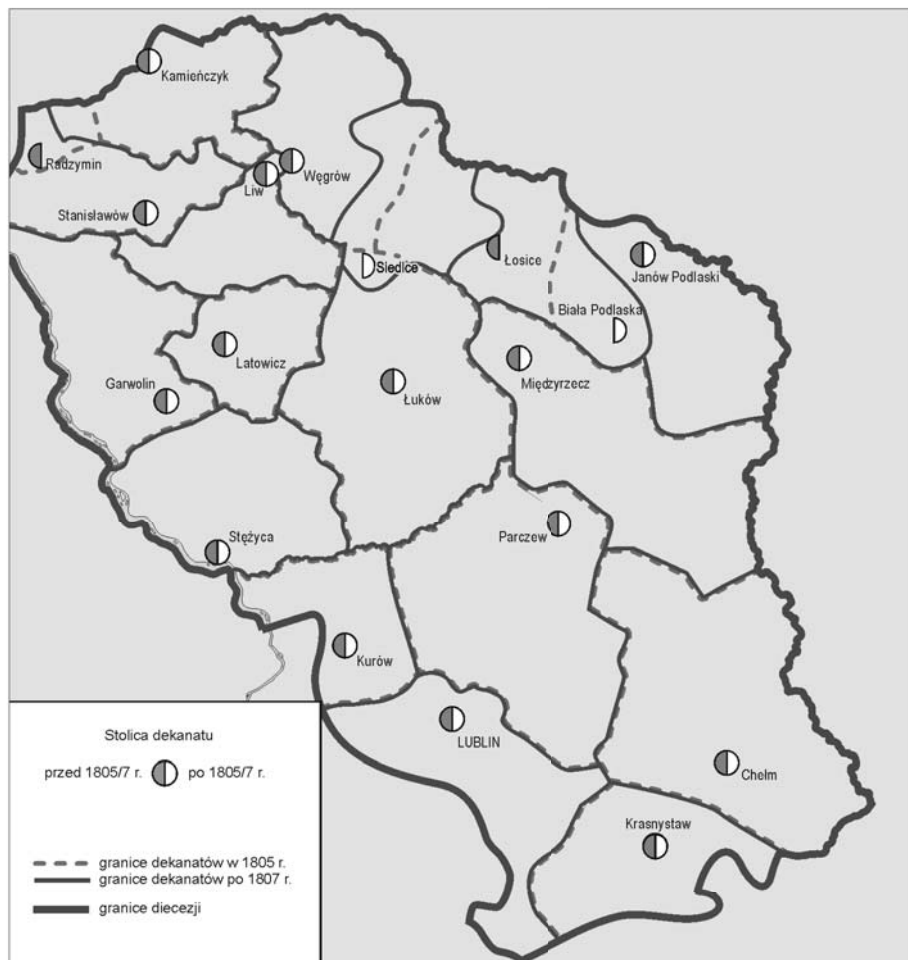 Kamieńczyk
Radzymin
Węgrów
Liw
Stanisławów
Siedlce
Łosice
Janów Podlaski
Biała Podlaska
Latowicz
Międzyrzecz
Garwolin
Łuków
Stężyca
Parczew
Kurów
LUBLIN
Chełm
Krasnystaw
Stolica dekanatu
przed 1805/7 r. po 1805/7 r.
granice dekanatów w 1805 r.
granice dekanatów po 1807 r.
granice diecezji